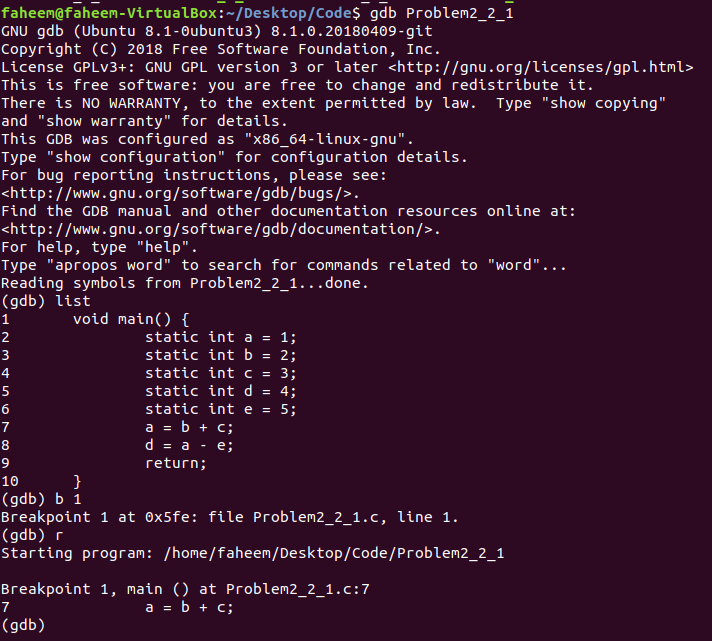 faheem@faheem-VirtualBox:~/Desktop/Code$ gdb Problem2_2_1
GNU gdb (Ubuntu 8.1-0ubuntu3) 8.1.0.20180409-git
Copyright (C) 2018 Free Software Foundation, Inc.
License GPLv3+: GNU GPL version 3 or later <http://gnu.org/licenses/gpl.html>
This is free software: you are free to change and redistribute it.
There is NO WARRANTY, to the extent permitted by law.  Type "show copying"
and "show warranty" for details.
This GDB was configured as "x86_64-linux-gnu".
Type "show configuration" for configuration details.
For bug reporting instructions, please see:
<http://www.gnu.org/software/gdb/bugs/>.
Find the GDB manual and other documentation resources online at:
<http://www.gnu.org/software/gdb/documentation/>.
For help, type "help".
Type "apropos word" to search for commands related to "word"...
Reading symbols from Problem2_2_1...done.
(gdb) list
1       void main() {
2               static int a = 1;
3               static int b = 2;
4               static int c = 3;
5               static int d = 4;
6               static int e = 5;
7               a = b + c;
8               d = a - e;
9               return;
10      }
(gdb) b 1
Breakpoint 1 at 0x5fe: file Problem2_2_1.c, line 1.
(gdb) r
Starting program: /home/faheem/Desktop/Code/Problem2_2_1

Breakpoint 1, main () at Problem2_2_1.c:7
7               a = b + c;
(gdb)